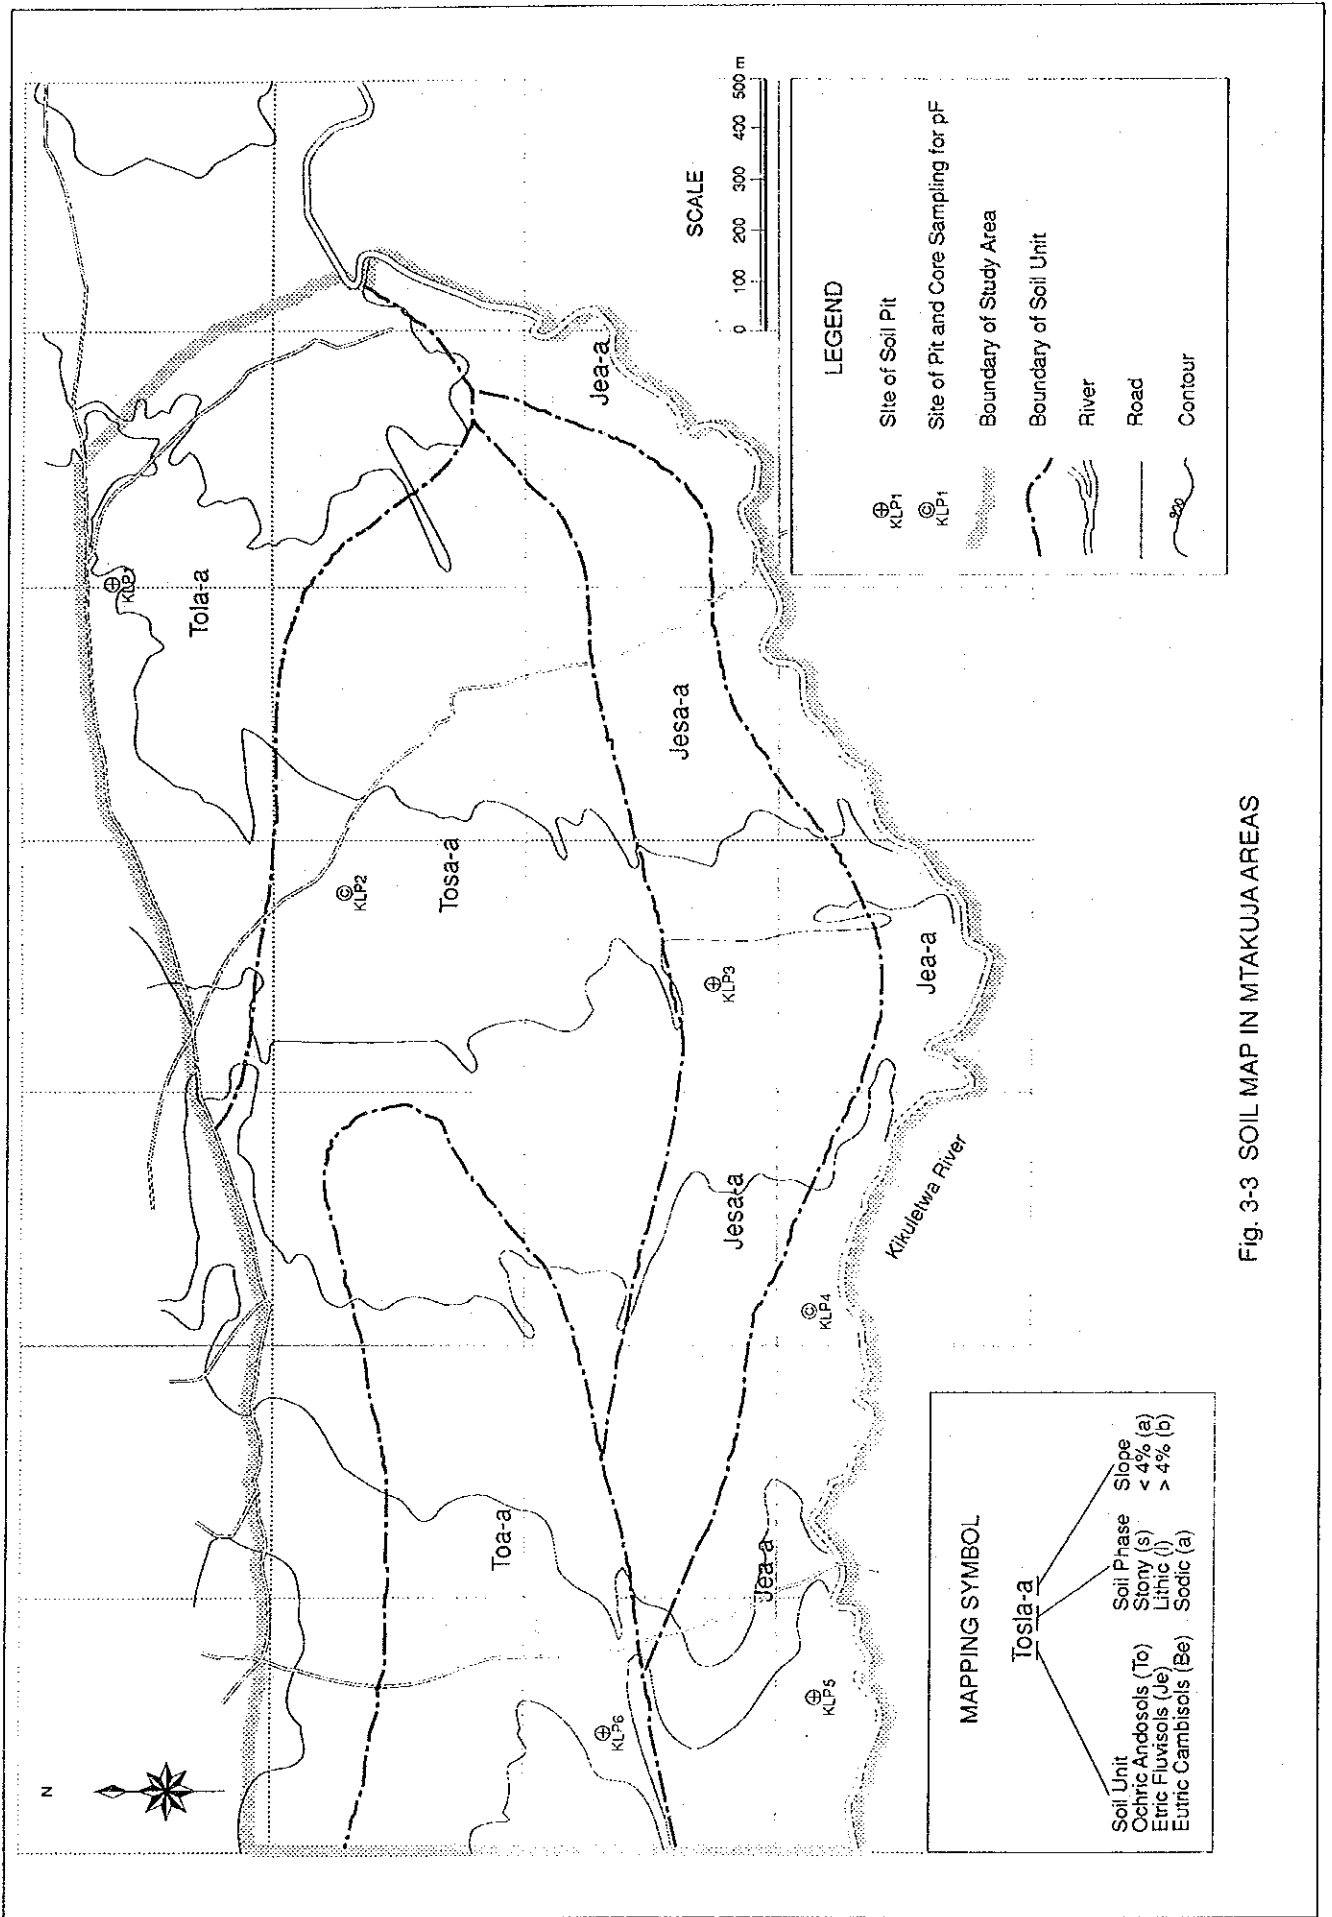 N
KLP1
Tola-a
KLP2
Tosa-a
Toa-a
KLP6
Jesa-a
KLP3
Jesa-a
Jea-a
Jea-a
Jea-a
KLP4
KLP5
Kikuletwa River
SCALE
0 100 200 300 400 500 m
LEGEND
KLP1 Site of Soil Pit
KLP1 Site of Pit and Core Sampling for pF
Boundary of Study Area
Boundary of Soil Unit
River
Road
900 Contour
MAPPING SYMBOL
Tosla-a
Soil Unit Soil Phase Slope
Ochric Andosols (To) Stony (s) < 4% (a)
Etric Fluvisols (Je) Lithic (l) > 4% (b)
Eutric Cambisols (Be) Sodic (a)
Fig. 3-3 SOIL MAP IN MTAKUJA AREAS